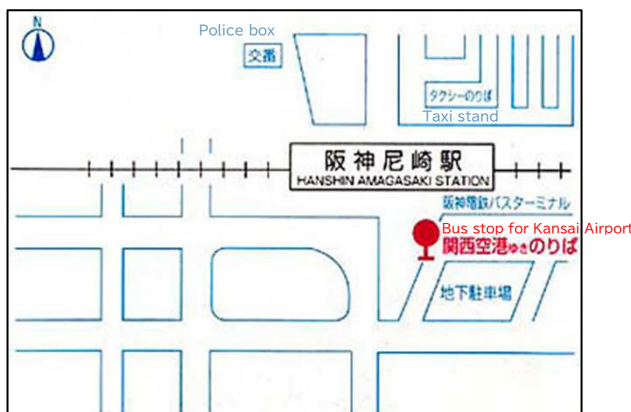 N
Police box
交番
タクシーのりば
Taxi stand
阪神尼崎駅
HANSHIN AMAGASAKI STATION
阪神電鉄バスターミナル
Bus stop for Kansai Airport
関西空港ゆきのりば
地下駐車場